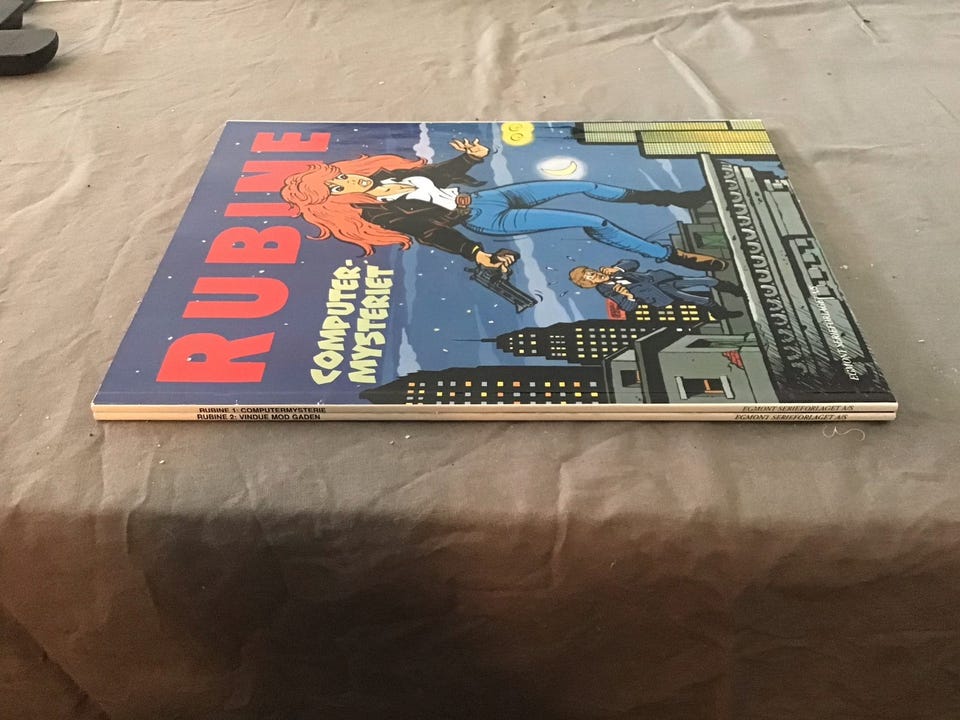 RUBINE
COMPUTER-
MYSTERIET
EGMONT SERIEFORLAGET A/S
RUBINE 1: COMPUTERMYSTERIE
EGMONT SERIEFORLAGET A/S
RUBINE 2: VINDUE MOD GADEN
EGMONT SERIEFORLAGET A/S